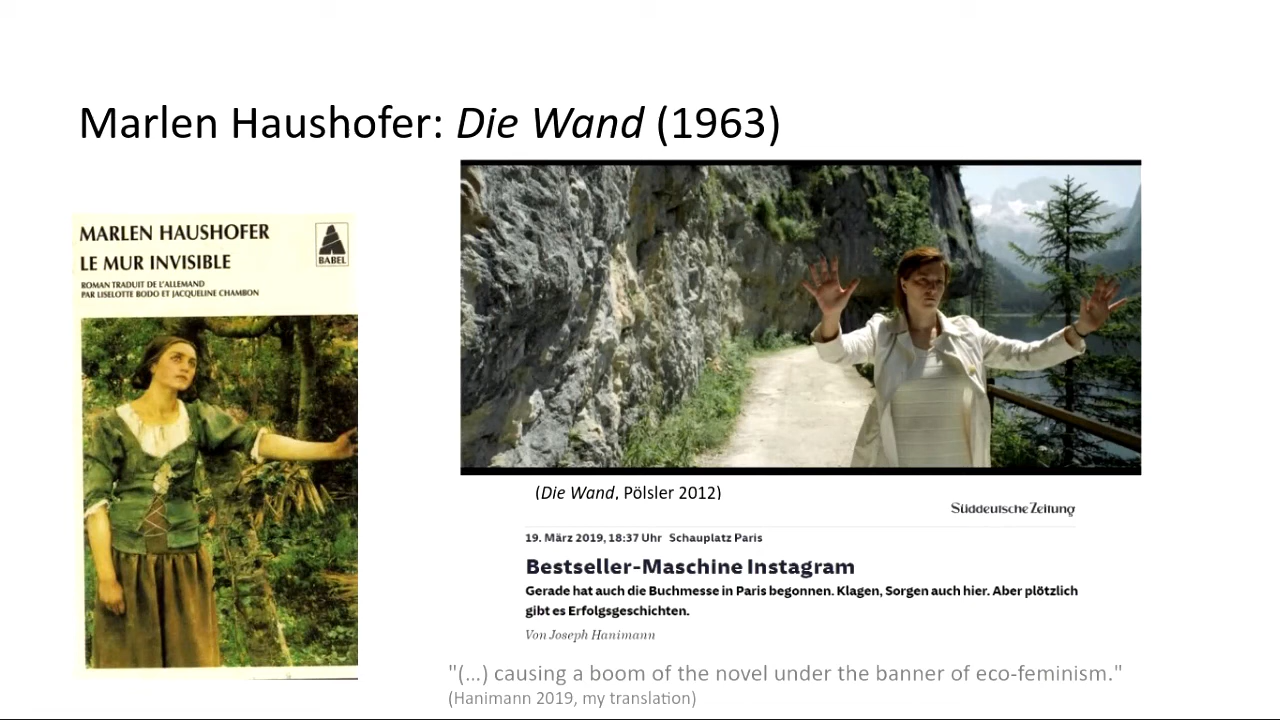 Marlen Haushofer: Die Wand (1963)
MARLEN HAUSHOFER
LE MUR INVISIBLE
BABEL
ROMAN TRADUIT DE L'ALLEMAND
PAR LISELOTTE BODO ET JACQUELINE CHAMBON
(Die Wand, Pölsler 2012)
Süddeutsche Zeitung
19. März 2019, 18:37 Uhr Schauplatz Paris
Bestseller-Maschine Instagram
Gerade hat auch die Buchmesse in Paris begonnen. Klagen, Sorgen auch hier. Aber plötzlich
gibt es Erfolgsgeschichten.
Von Joseph Hanimann
"(...) causing a boom of the novel under the banner of eco-feminism."
(Hanimann 2019, my translation)